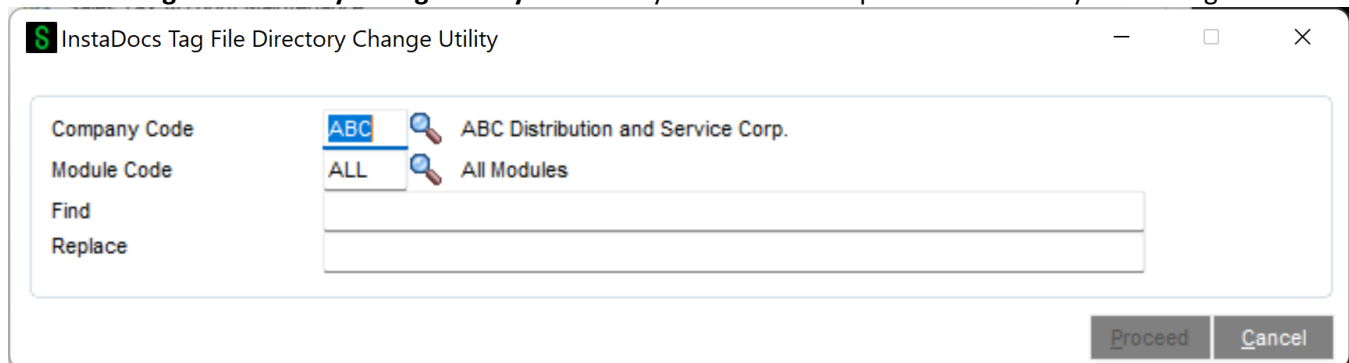 S InstaDocs Tag File Directory Change Utility
Company Code ABC ABC Distribution and Service Corp.
Module Code ALL All Modules
Find
Replace
Proceed Cancel